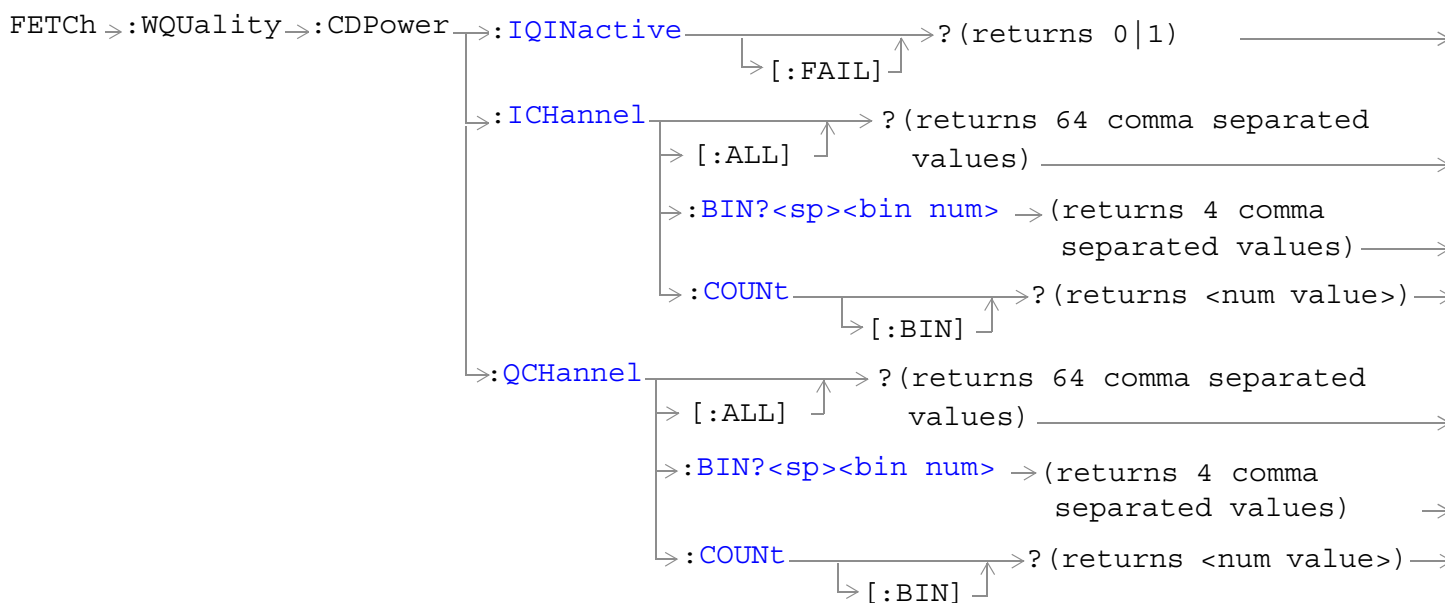 FETCh :WQUality :CDPower :IQINactive ?(returns 0|1)
[:FAIL]
:ICHannel ?(returns 64 comma separated
[:ALL] values)
:BIN?<sp><bin num> (returns 4 comma
separated values)
:COUNt ?(returns <num value>)
[:BIN]
:QCHannel ?(returns 64 comma separated
[:ALL] values)
:BIN?<sp><bin num> (returns 4 comma
separated values)
:COUNt ?(returns <num value>)
[:BIN]